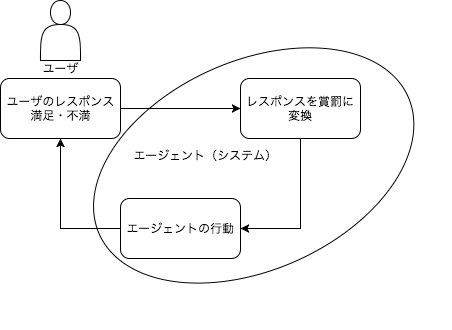 ユーザ
ユーザのレスポンス
満足・不満
レスポンスを賞罰に
変換
エージェント（システム）
エージェントの行動